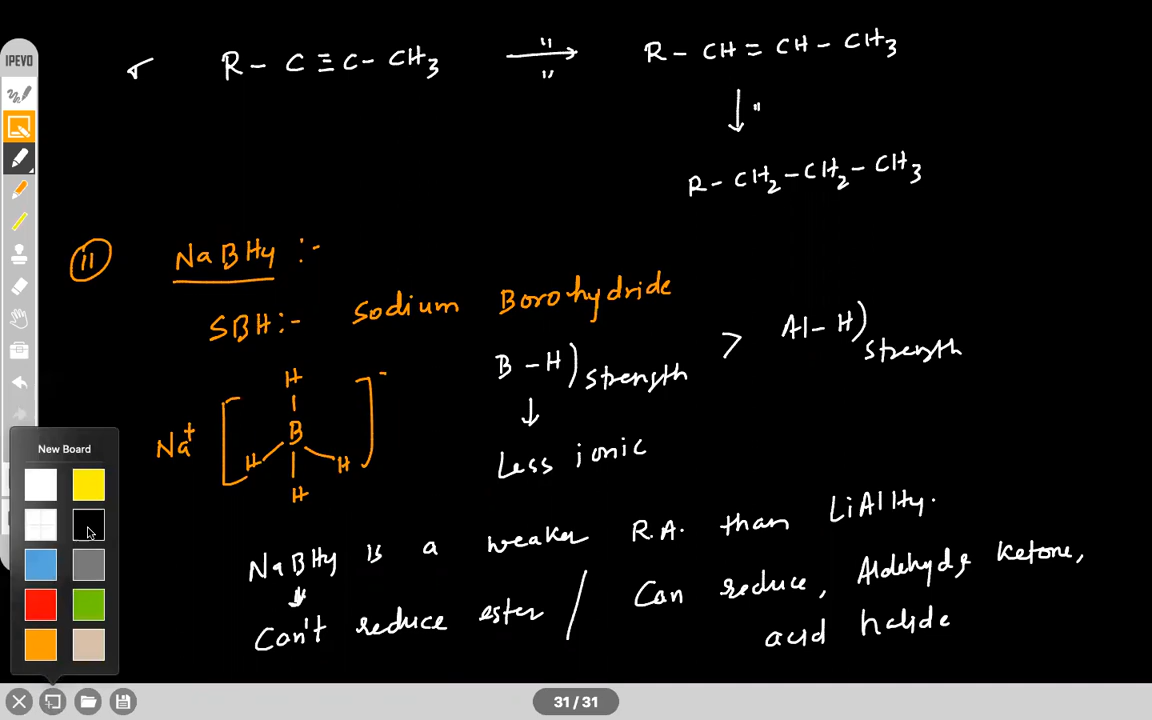 IPEVO
R - C ≡ C - CH3 → R - CH = CH - CH3
" "
↓ "
R - CH2 - CH2 - CH3
(ii) NaBH4 :-
SBH :- Sodium Borohydride
B - H) strength > Al - H) strength
↓
Less ionic
Na+ [H B H H H]-
New Board
NaBH4 is a weaker R.A. than LiAlH4.
↓
Can't reduce ester / Can reduce, Aldehyde, Ketone,
acid halide
31/31